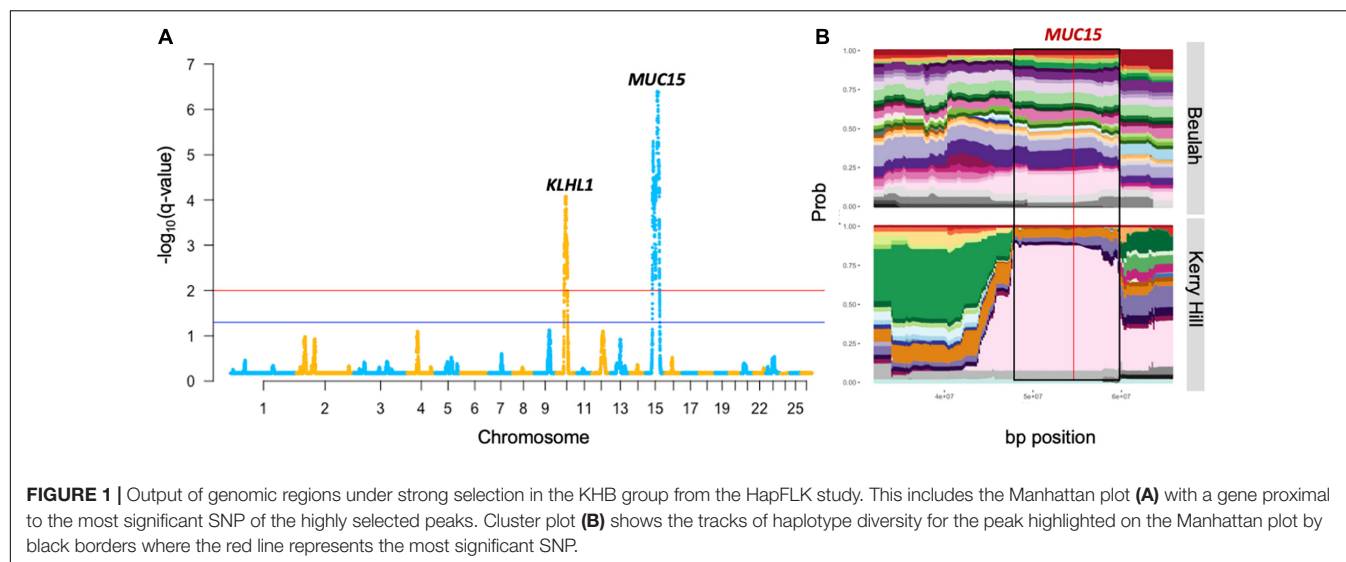 A
B
MUC15
7
6
5
4
3
2
1
0
-log10(q-value)
MUC15
KLHL1
1 2 3 4 5 6 7 8 9 11 13 15 17 19 22 25
Chromosome
1.00
0.75
0.50
0.25
0.00
1.00
0.75
0.50
0.25
0.00
Prob
Beulah
Kerry Hill
4e+07 5e+07 6e+07
bp position
FIGURE 1 | Output of genomic regions under strong selection in the KHB group from the HapFLK study. This includes the Manhattan plot (A) with a gene proximal
to the most significant SNP of the highly selected peaks. Cluster plot (B) shows the tracks of haplotype diversity for the peak highlighted on the Manhattan plot by
black borders where the red line represents the most significant SNP.